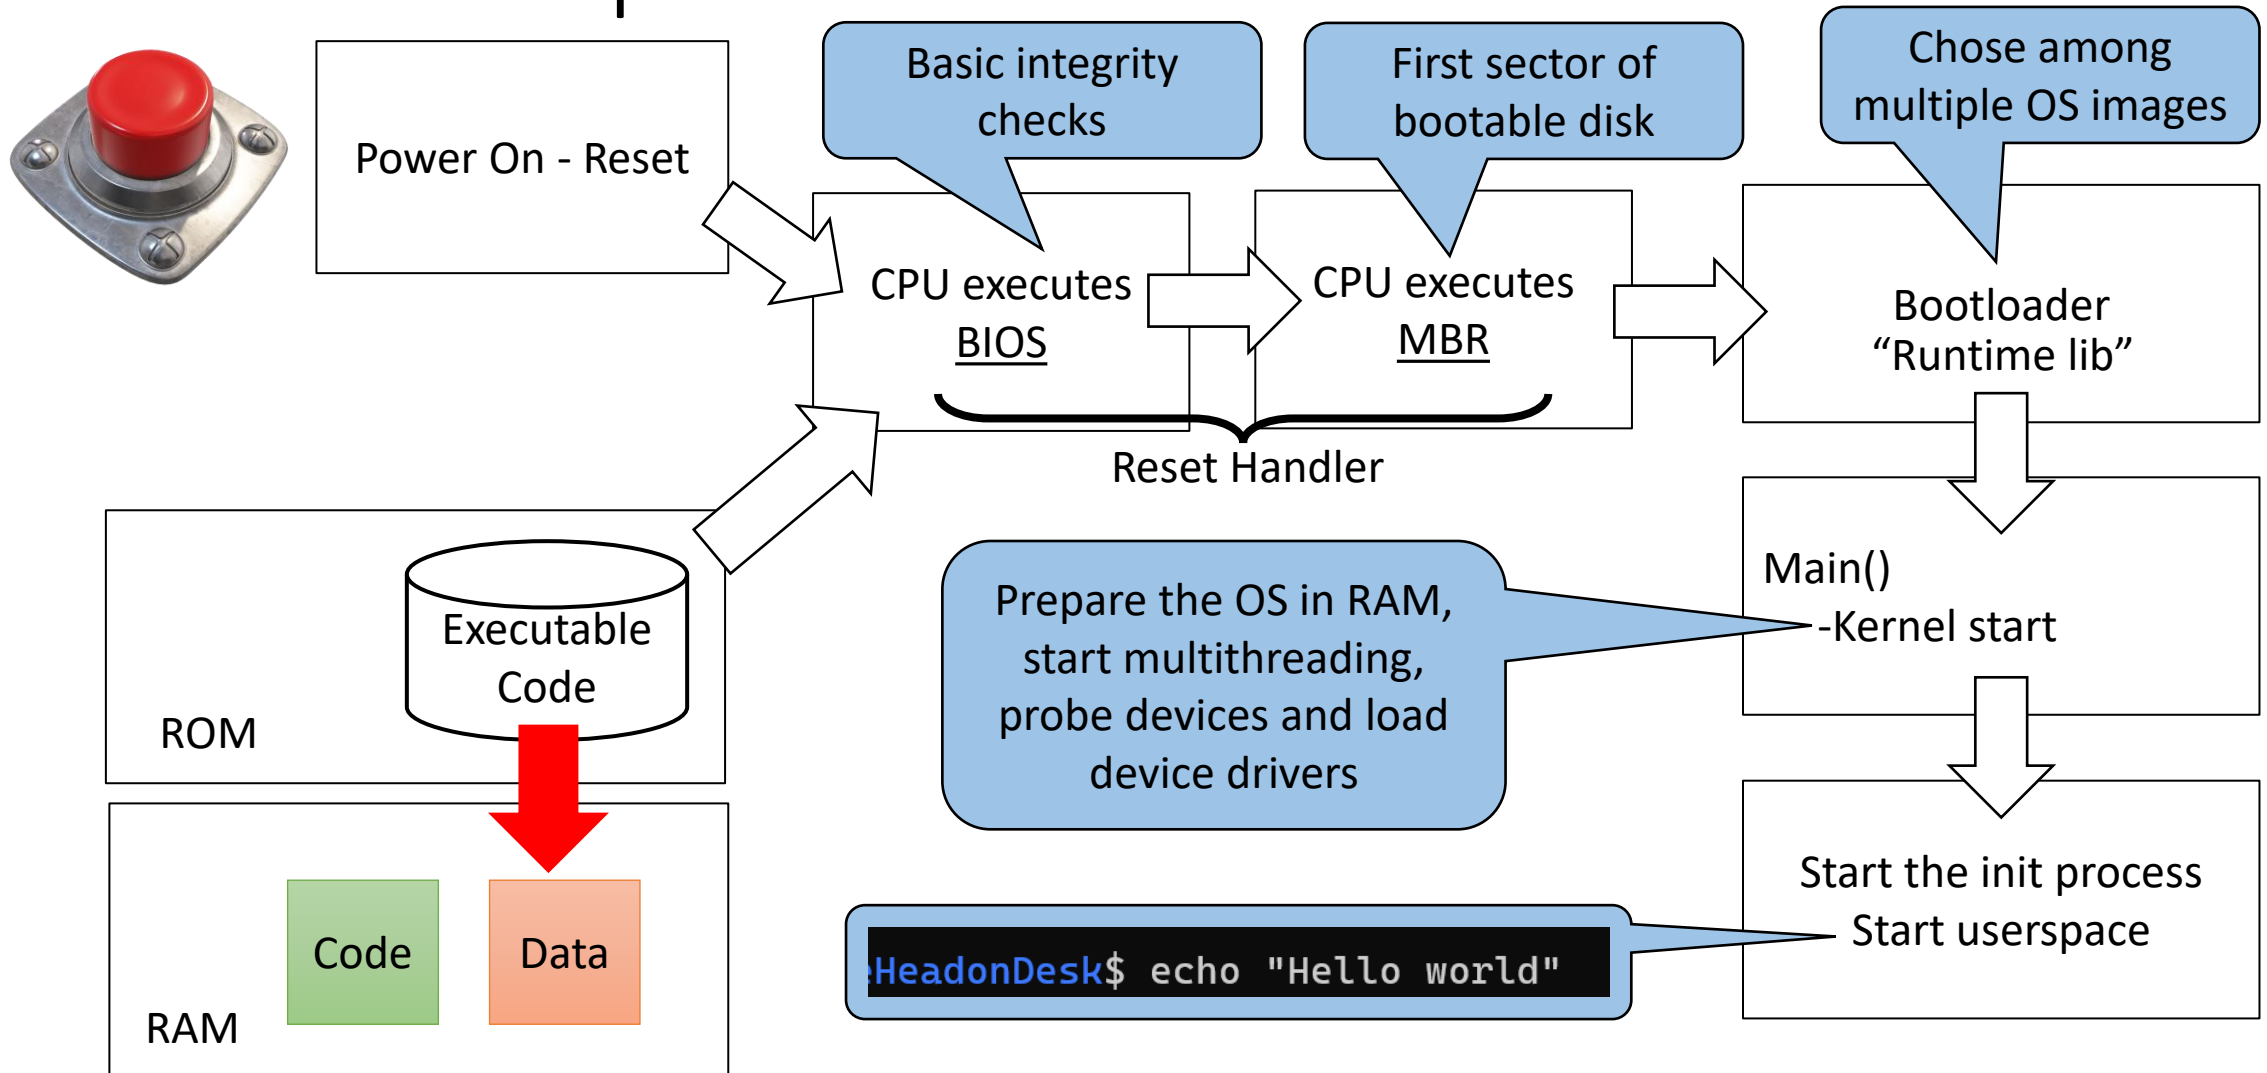 Power On - Reset
Basic integrity
checks
First sector of
bootable disk
Chose among
multiple OS images
CPU executes
BIOS
CPU executes
MBR
Bootloader
“Runtime lib”
Reset Handler
Executable
Code
ROM
Main()
-Kernel start
Prepare the OS in RAM,
start multithreading,
probe devices and load
device drivers
Code
Data
RAM
Start the init process
Start userspace
HeadonDesk$ echo "Hello world"